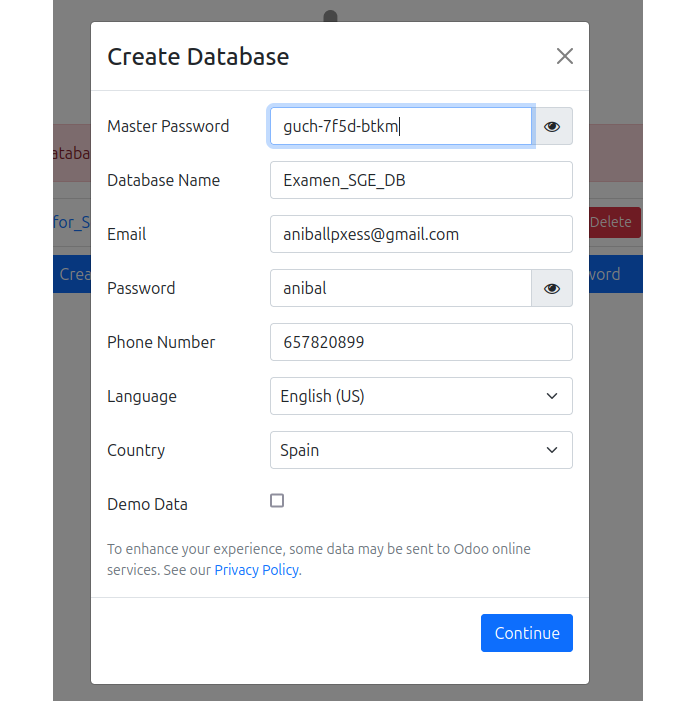 Create Database
Master Password guch-7f5d-btkm
Database Name Examen_SGE_DB
Email aniballpxess@gmail.com
Password anibal
Phone Number 657820899
Language English (US)
Country Spain
Demo Data
To enhance your experience, some data may be sent to Odoo online
services. See our Privacy Policy.
Continue
ataba
for_S
Delete
Crea
word